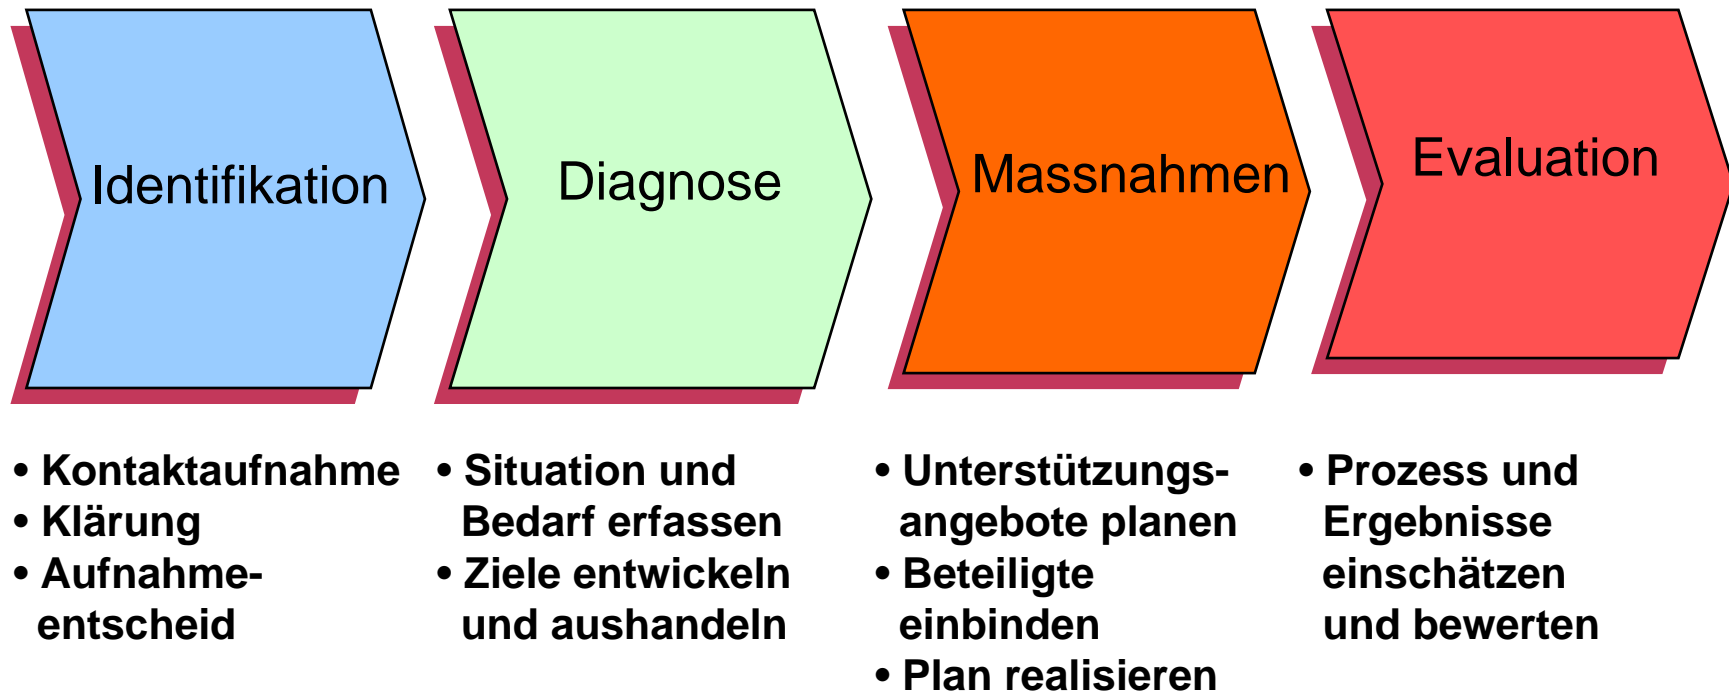 Identifikation
Diagnose
Massnahmen
Evaluation
• Kontaktaufnahme
• Klärung
• Aufnahme-
entscheid
• Situation und
Bedarf erfassen
• Ziele entwickeln
und aushandeln
• Unterstützungs-
angebote planen
• Beteiligte
einbinden
• Plan realisieren
• Prozess und
Ergebnisse
einschätzen
und bewerten